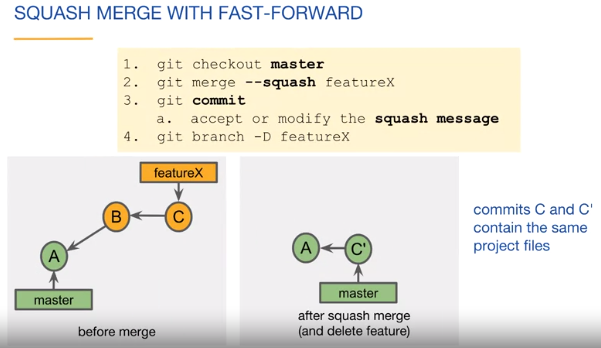 SQUASH MERGE WITH FAST-FORWARD
1. git checkout master
2. git merge --squash featureX
3. git commit
a. accept or modify the squash message
4. git branch -D featureX
featureX
B
C
A
master
before merge
A
C'
master
after squash merge
(and delete feature)
commits C and C'
contain the same
project files